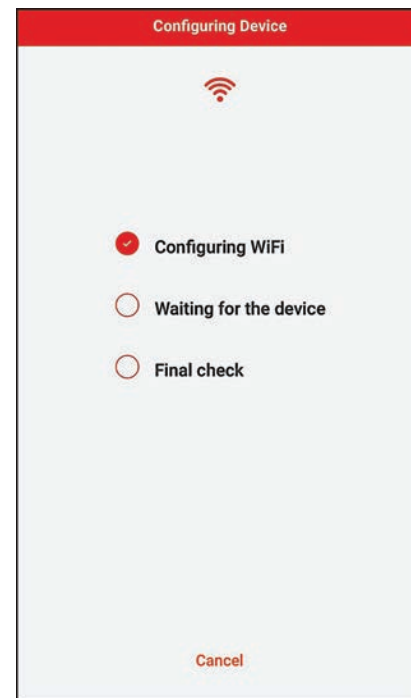 Configuring Device
Configuring WiFi
Waiting for the device
Final check
Cancel